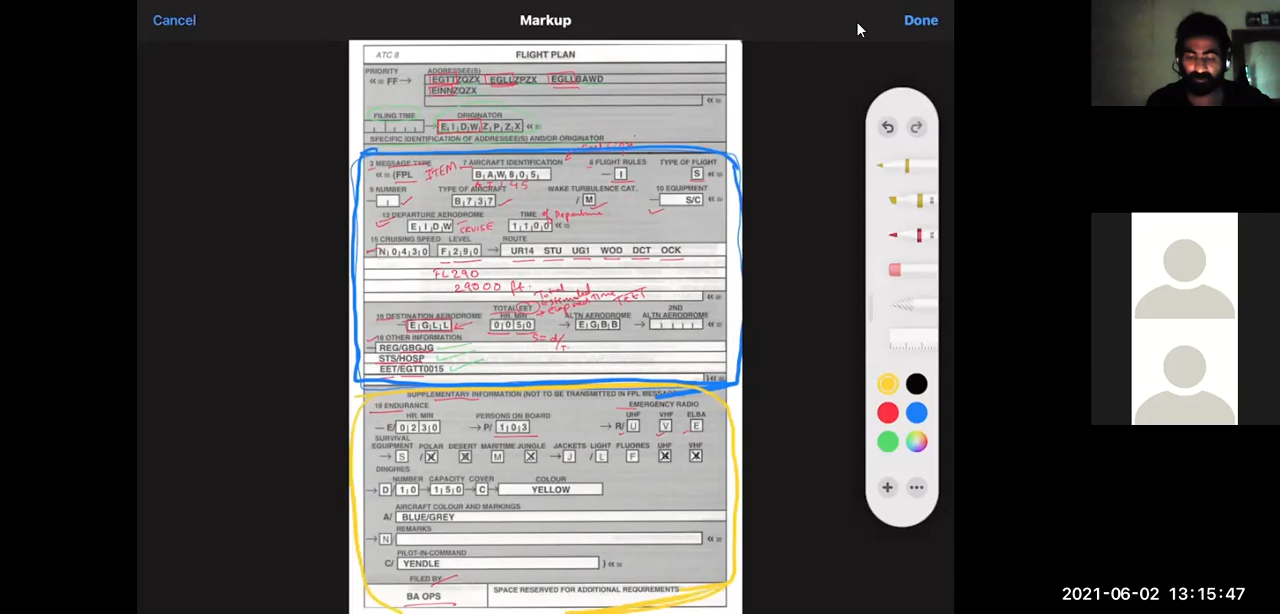 Cancel
Markup
Done
ATC 8
FLIGHT PLAN
PRIORITY
ADDRESSEE(S)
<<≡ FF →
EGTTZQZX EGLLZPZX EGLLBAWD
EINNZQZX
<<≡
FILING TIME
ORIGINATOR
→ EIDWZPZX <<≡
SPECIFIC IDENTIFICATION OF ADDRESSEE(S) AND/OR ORIGINATOR
3 MESSAGE TYPE
7 AIRCRAFT IDENTIFICATION
8 FLIGHT RULES
TYPE OF FLIGHT
<<≡ (FPL
ITEM
BAW805
– I
S <<≡
9 NUMBER
TYPE OF AIRCRAFT
WAKE TURBULENCE CAT.
10 EQUIPMENT
B737
/ M
S/C <<≡
13 DEPARTURE AERODROME
TIME
of Departure
EIDW
CRUISE
1100 <<≡
15 CRUISING SPEED
LEVEL
ROUTE
N0430 F290 → UR14 STU UG1 WOD DCT OCK
FL290
29000 ft.
<<≡
Total
estimated
elapsed time
TEET
TOTAL EET
HR. MIN
2ND
16 DESTINATION AERODROME
ALTN AERODROME
ALTN AERODROME
EGLL
0050
→ EGBB → <<≡
18 OTHER INFORMATION
S=d/T.
REG/GBGJG
STS/HOSP
EET/EGTT0015
)<<≡
SUPPLEMENTARY INFORMATION (NOT TO BE TRANSMITTED IN FPL MESSAGES)
19 ENDURANCE
EMERGENCY RADIO
HR. MIN
PERSONS ON BOARD
UHF VHF ELBA
– E/ 0230 → P/ 103 → R/ U V E
SURVIVAL
EQUIPMENT POLAR DESERT MARITIME JUNGLE JACKETS LIGHT FLUORES UHF VHF
→ S / X X M X → J / L F X X
DINGHIES
NUMBER CAPACITY COVER COLOUR
→ D / 10 → 150 → C → YELLOW
AIRCRAFT COLOUR AND MARKINGS
A/ BLUE/GREY
REMARKS
→ N/ <<≡
PILOT-IN-COMMAND
C/ YENDLE )<<≡
FILED BY
SPACE RESERVED FOR ADDITIONAL REQUIREMENTS
BA OPS
2021-06-02 13:15:47